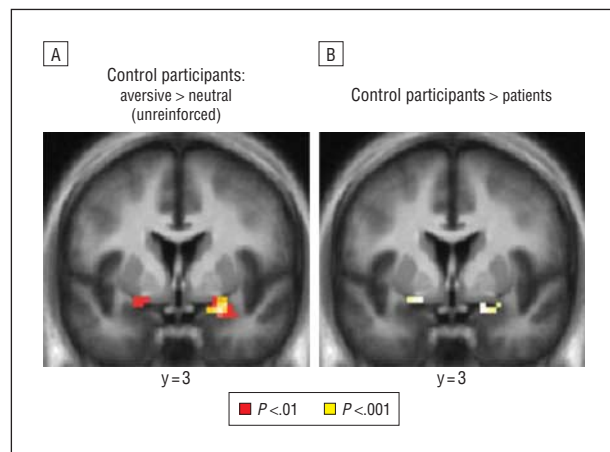 A
Control participants:
aversive > neutral
(unreinforced)
B
Control participants > patients
y = 3
y = 3
P <.01
P <.001